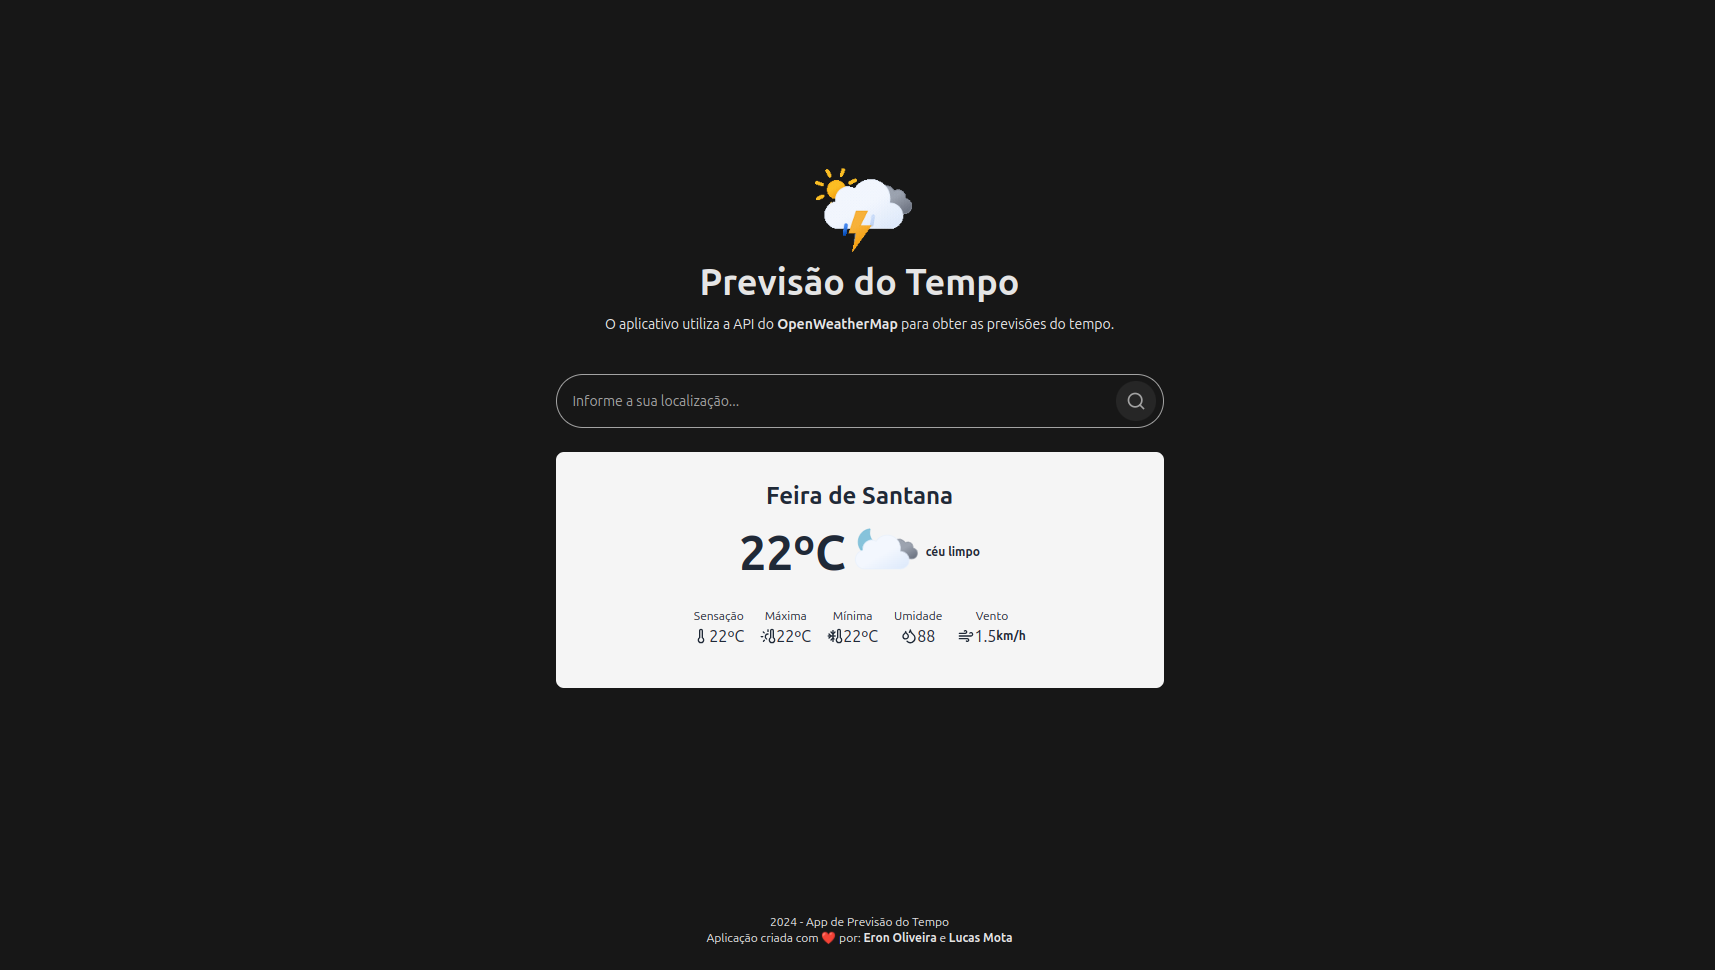 Previsão do Tempo
O aplicativo utiliza a API do OpenWeatherMap para obter as previsões do tempo.
Informe a sua localização...
Feira de Santana
22ºC céu limpo
Sensação Máxima Mínima Umidade Vento
22ºC 22ºC 22ºC 88 1.5km/h
2024 - App de Previsão do Tempo
Aplicação criada com ❤️ por: Eron Oliveira e Lucas Mota